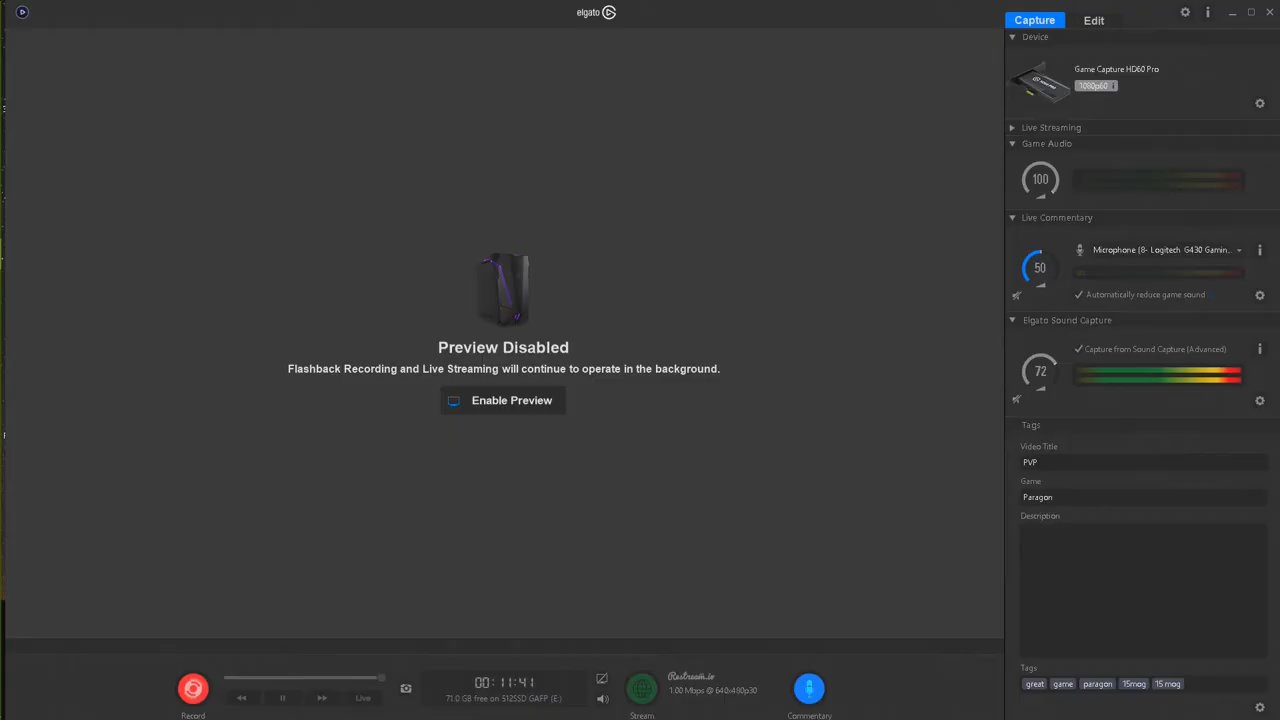 elgato
Capture
Edit
Device
Game Capture HD60 Pro
1080p60
Live Streaming
Game Audio
100
Live Commentary
Microphone (8- Logitech G430 Gamin...
50
Automatically reduce game sound
Elgato Sound Capture
Capture from Sound Capture (Advanced)
72
Preview Disabled
Flashback Recording and Live Streaming will continue to operate in the background.
Enable Preview
Tags
Video Title
PVP
Game
Paragon
Description
Tags
great game paragon 15mog 15 mog
Live
00:11:41
71.0 GB free on 512SSD GAFP (E:)
Restream.io
1.00 Mbps @ 640x480p30
Record
Stream
Commentary